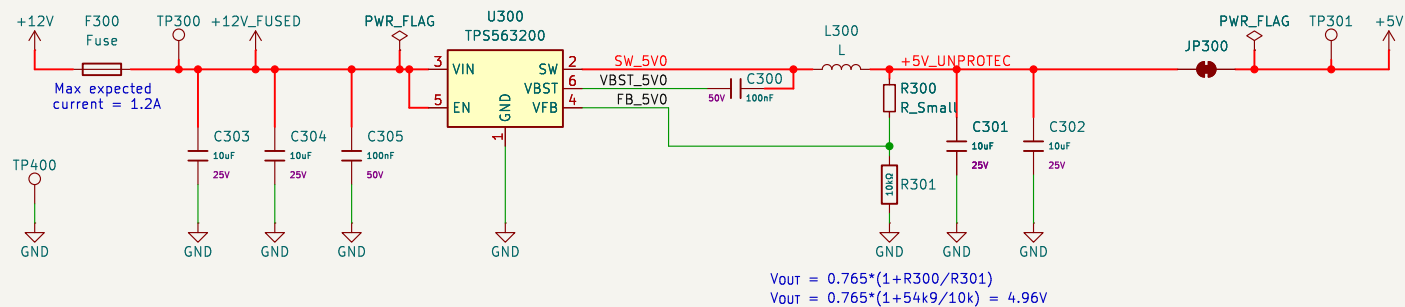 +12V
F300
Fuse
TP300
+12V_FUSED
PWR_FLAG
U300
TPS563200
L300
L
PWR_FLAG
TP301
+5V
JP300
3
VIN
5
EN
GND
1
SW
2
VBST
6
VFB
4
SW_5V0
VBST_5V0
FB_5V0
C300
50V
100nF
+5V_UNPROTEC
R300
R_Small
Max expected
current = 1.2A
C303
10uF
25V
C304
10uF
25V
C305
100nF
50V
C301
10uF
25V
C302
10uF
25V
TP400
10kΩ
R301
GND
GND
GND
GND
GND
GND
GND
GND
VOUT = 0.765*(1+R300/R301)
VOUT = 0.765*(1+54k9/10k) = 4.96V